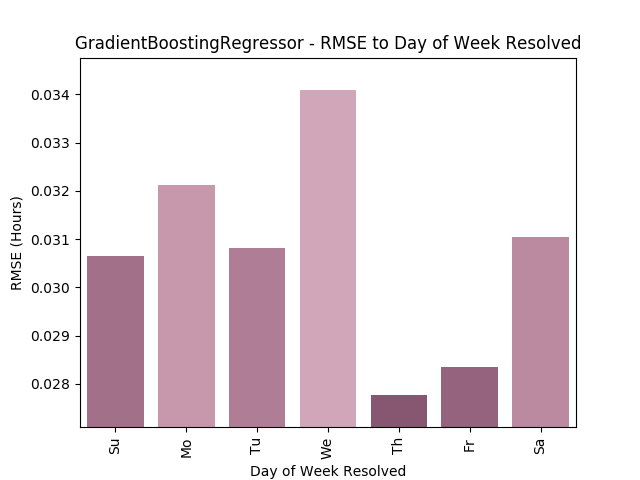 GradientBoostingRegressor - RMSE to Day of Week Resolved
0.034
0.033
0.032
0.031
0.030
0.029
0.028
RMSE (Hours)
Su Mo Tu We Th Fr Sa
Day of Week Resolved